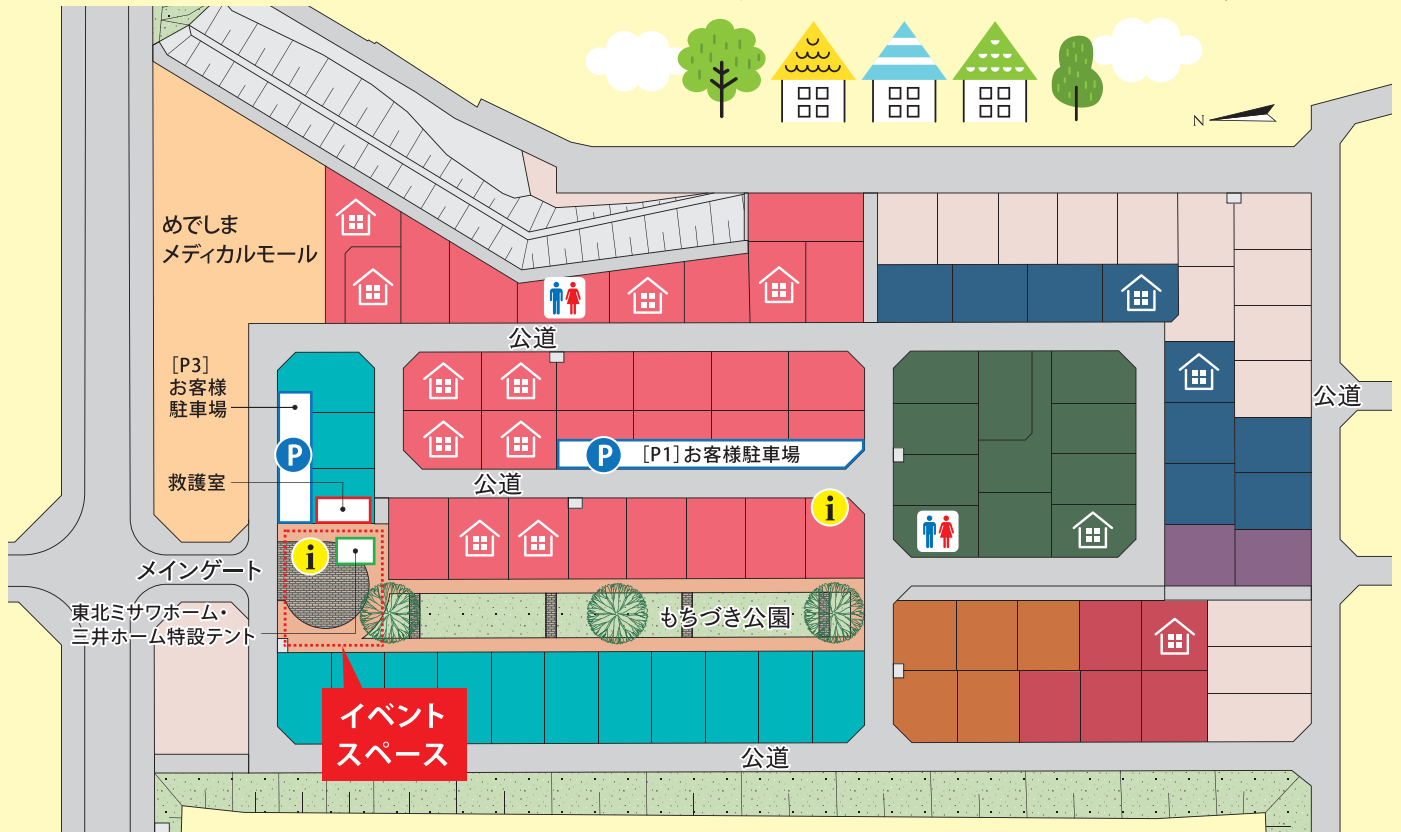 N
めでしま
メディカルモール
公道
[P3]
お客様
駐車場
P
P
[P1]お客様駐車場
公道
救護室
公道
i
i
メインゲート
東北ミサワホーム・
三井ホーム特設テント
もちづき公園
イベント
スペース
公道